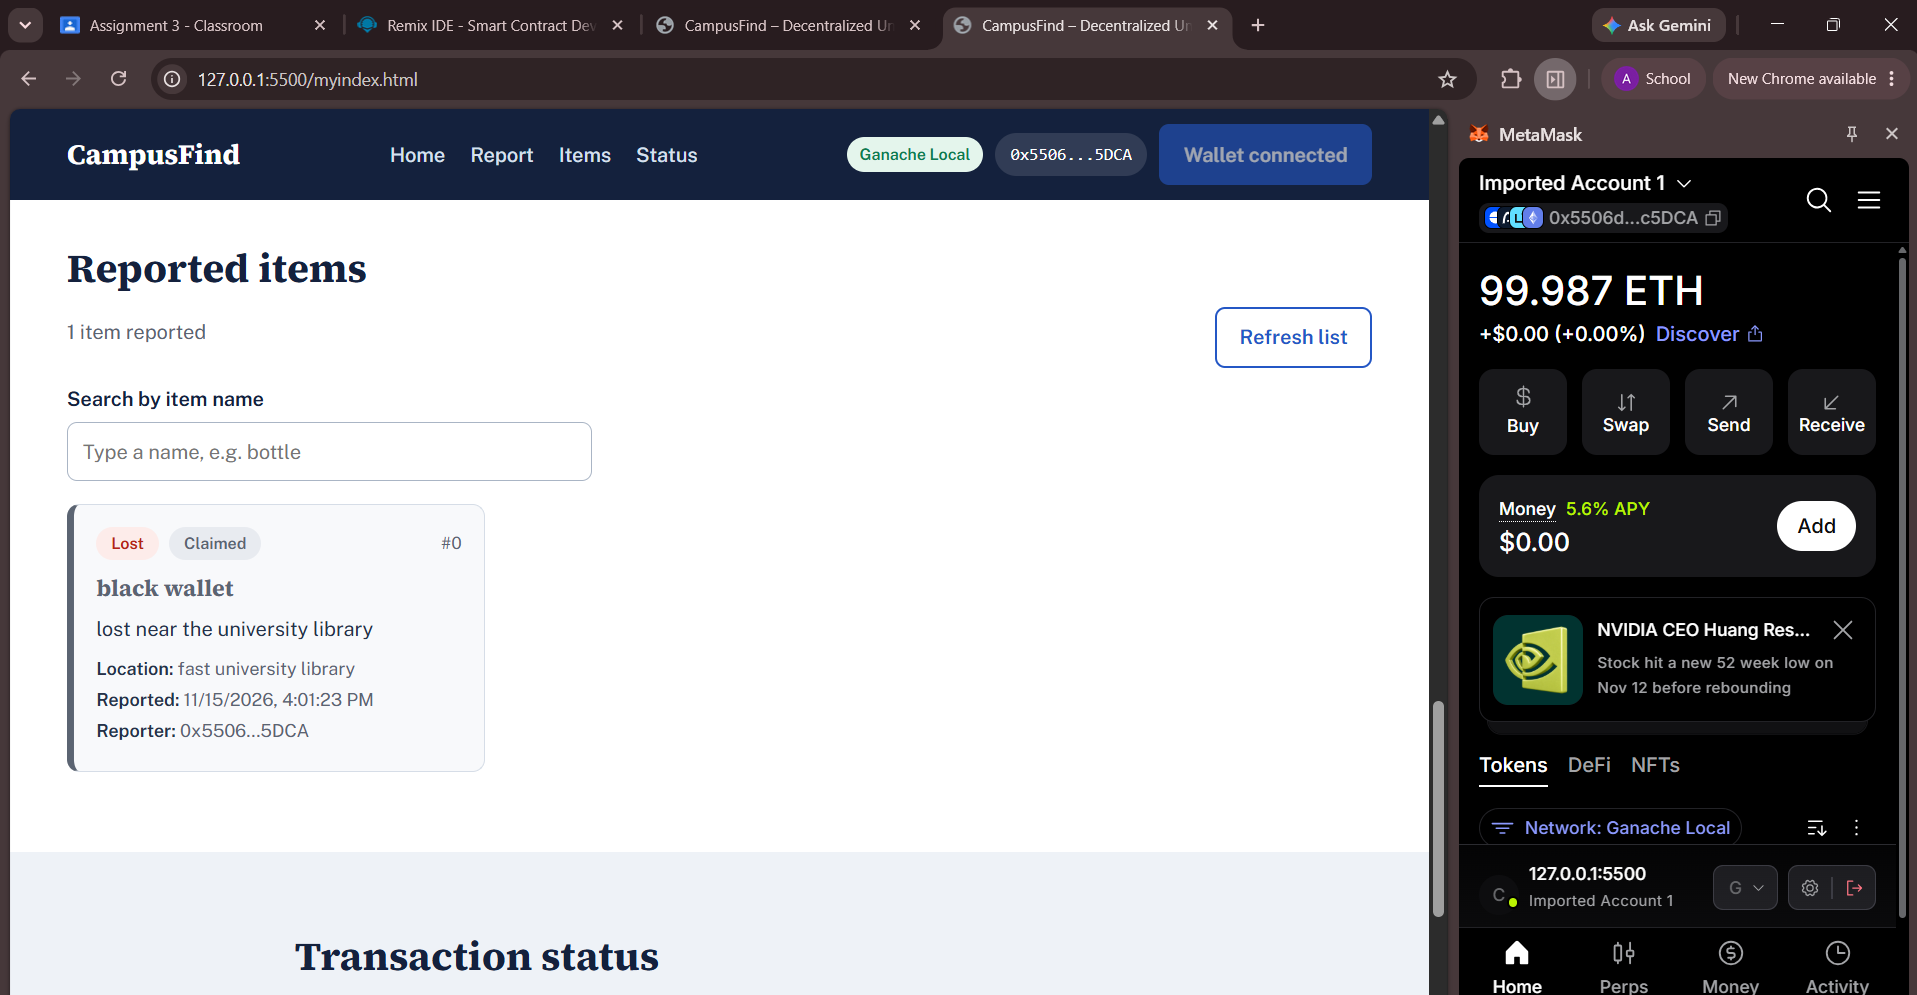 Assignment 3 - Classroom
Remix IDE - Smart Contract Dev
CampusFind – Decentralized Un
CampusFind – Decentralized Un
Ask Gemini
127.0.0.1:5500/myindex.html
A School
New Chrome available
CampusFind
Home Report Items Status
Ganache Local
0x5506...5DCA
Wallet connected
Reported items
1 item reported
Refresh list
Search by item name
Type a name, e.g. bottle
Lost Claimed #0
black wallet
lost near the university library
Location: fast university library
Reported: 11/15/2026, 4:01:23 PM
Reporter: 0x5506...5DCA
Transaction status
MetaMask
Imported Account 1
0x5506d...c5DCA
99.987 ETH
+$0.00 (+0.00%) Discover
Buy Swap Send Receive
Money 5.6% APY
$0.00
Add
NVIDIA CEO Huang Res...
Stock hit a new 52 week low on
Nov 12 before rebounding
Tokens DeFi NFTs
Network: Ganache Local
C
127.0.0.1:5500
Imported Account 1
G
Home Perps Money Activity